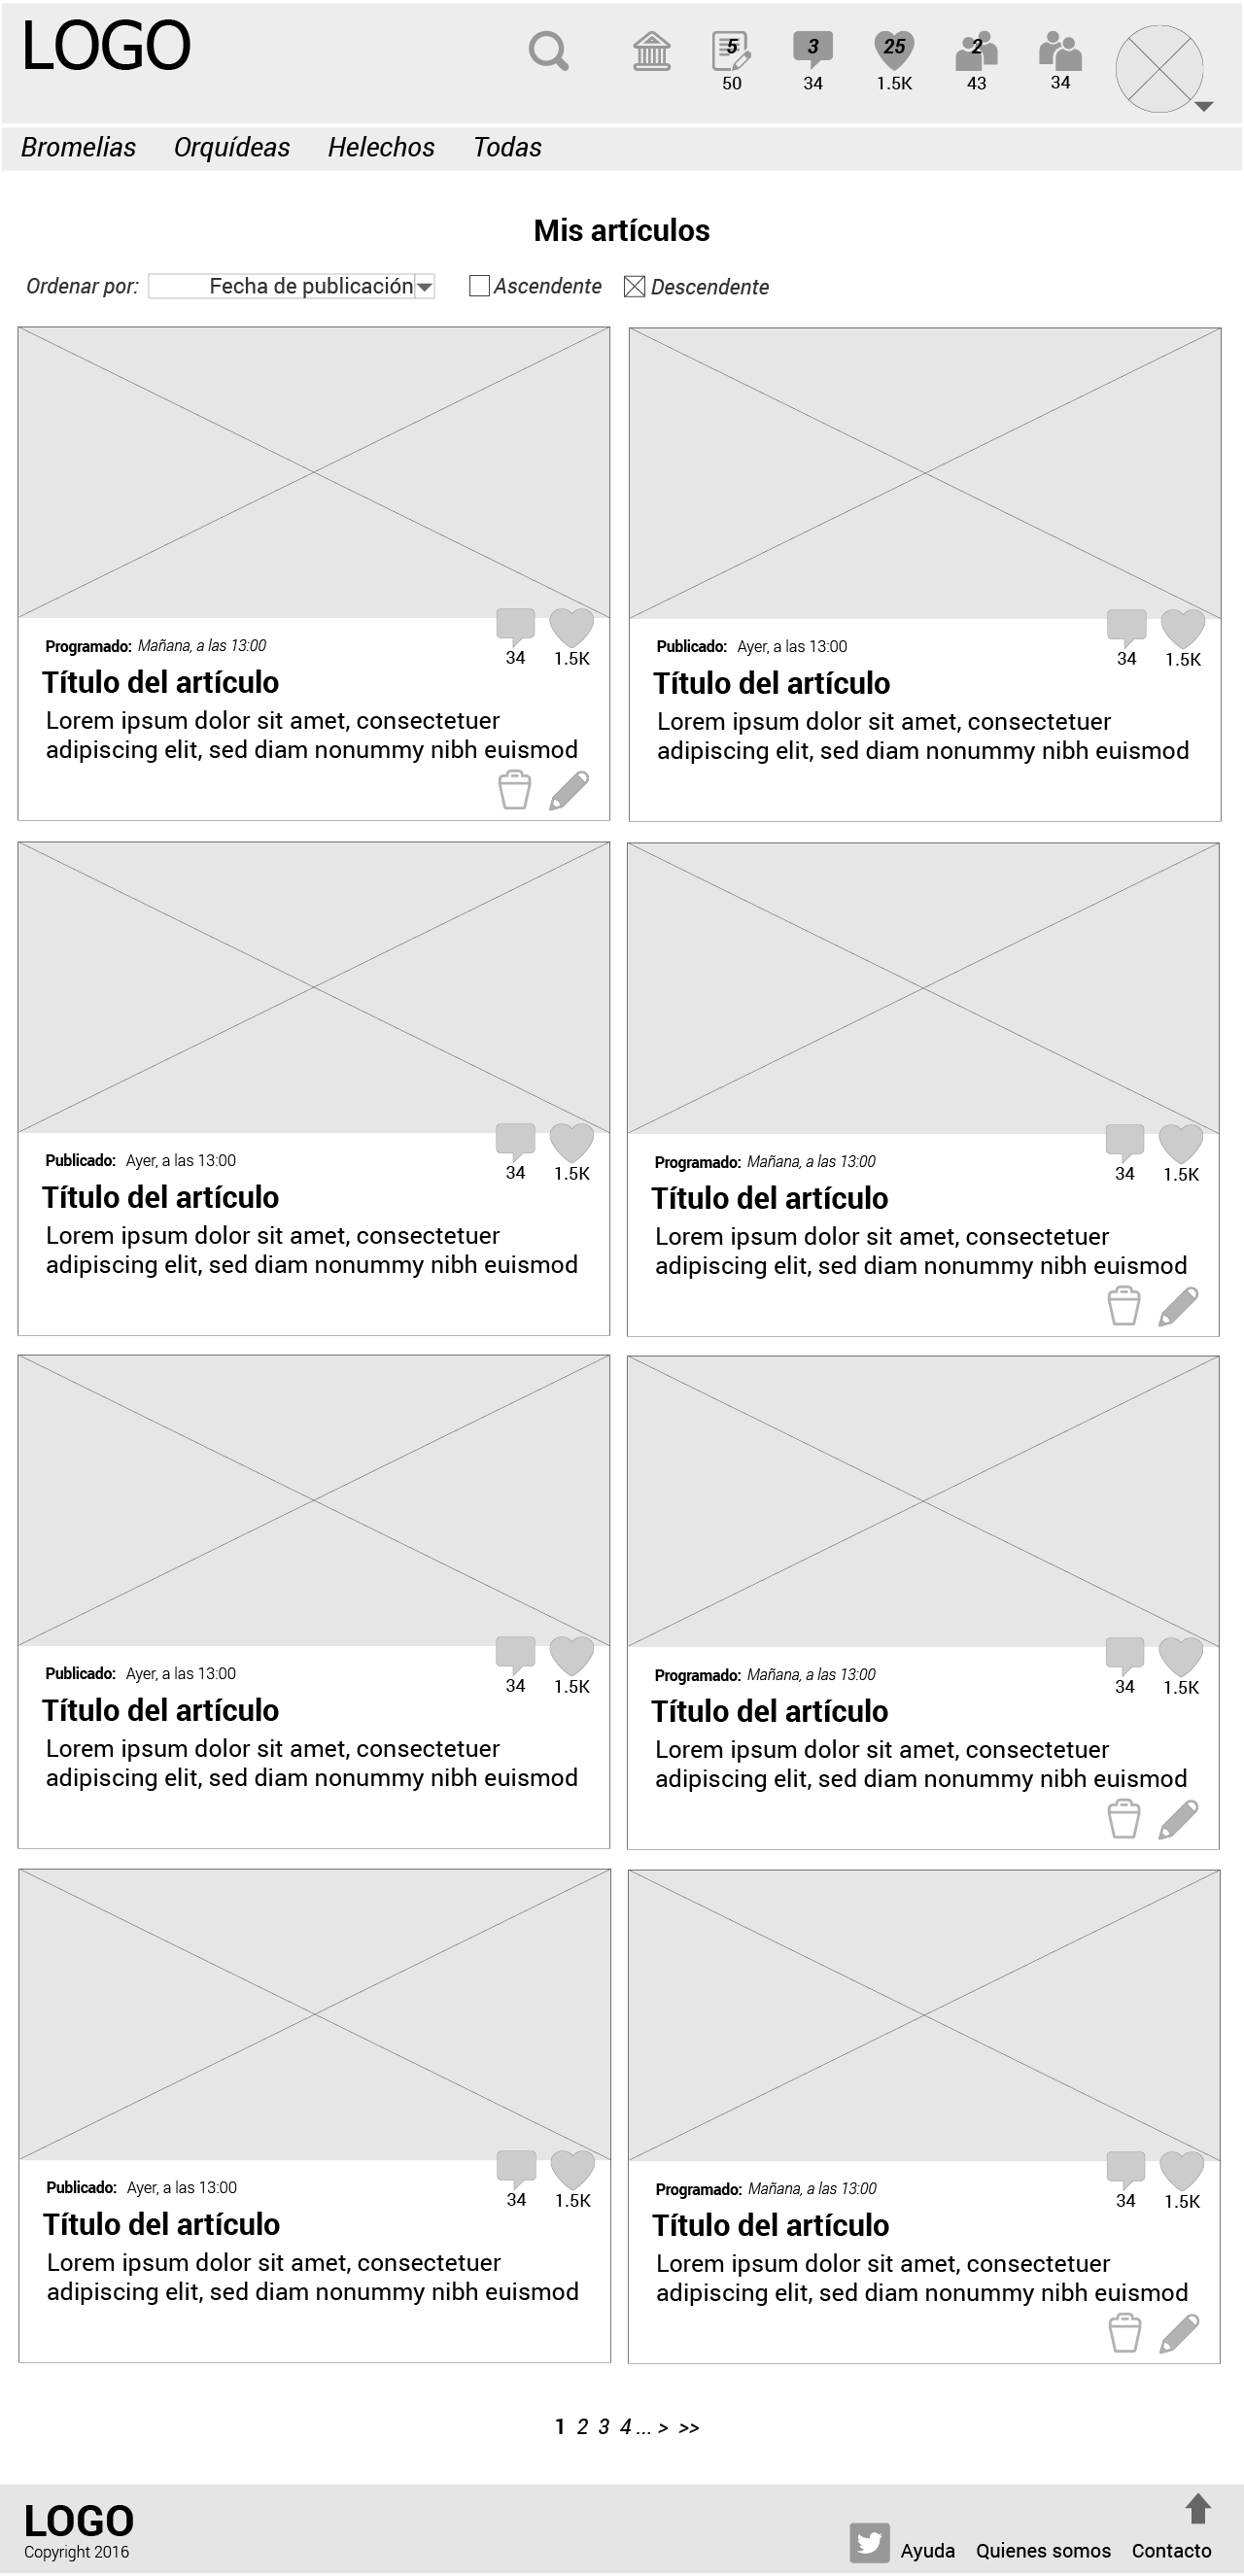 LOGO
5 3 25 2
50 34 1.5K 43 34
Bromelias Orquídeas Helechos Todas
Mis artículos
Ordenar por: Fecha de publicación Ascendente Descendente
34 1.5K
Programado: Mañana, a las 13:00
Título del artículo
Lorem ipsum dolor sit amet, consectetuer
adipiscing elit, sed diam nonummy nibh euismod
34 1.5K
Publicado: Ayer, a las 13:00
Título del artículo
Lorem ipsum dolor sit amet, consectetuer
adipiscing elit, sed diam nonummy nibh euismod
34 1.5K
Publicado: Ayer, a las 13:00
Título del artículo
Lorem ipsum dolor sit amet, consectetuer
adipiscing elit, sed diam nonummy nibh euismod
34 1.5K
Programado: Mañana, a las 13:00
Título del artículo
Lorem ipsum dolor sit amet, consectetuer
adipiscing elit, sed diam nonummy nibh euismod
34 1.5K
Publicado: Ayer, a las 13:00
Título del artículo
Lorem ipsum dolor sit amet, consectetuer
adipiscing elit, sed diam nonummy nibh euismod
34 1.5K
Programado: Mañana, a las 13:00
Título del artículo
Lorem ipsum dolor sit amet, consectetuer
adipiscing elit, sed diam nonummy nibh euismod
34 1.5K
Publicado: Ayer, a las 13:00
Título del artículo
Lorem ipsum dolor sit amet, consectetuer
adipiscing elit, sed diam nonummy nibh euismod
34 1.5K
Programado: Mañana, a las 13:00
Título del artículo
Lorem ipsum dolor sit amet, consectetuer
adipiscing elit, sed diam nonummy nibh euismod
1 2 3 4 ... > >>
LOGO
Copyright 2016
Ayuda Quienes somos Contacto